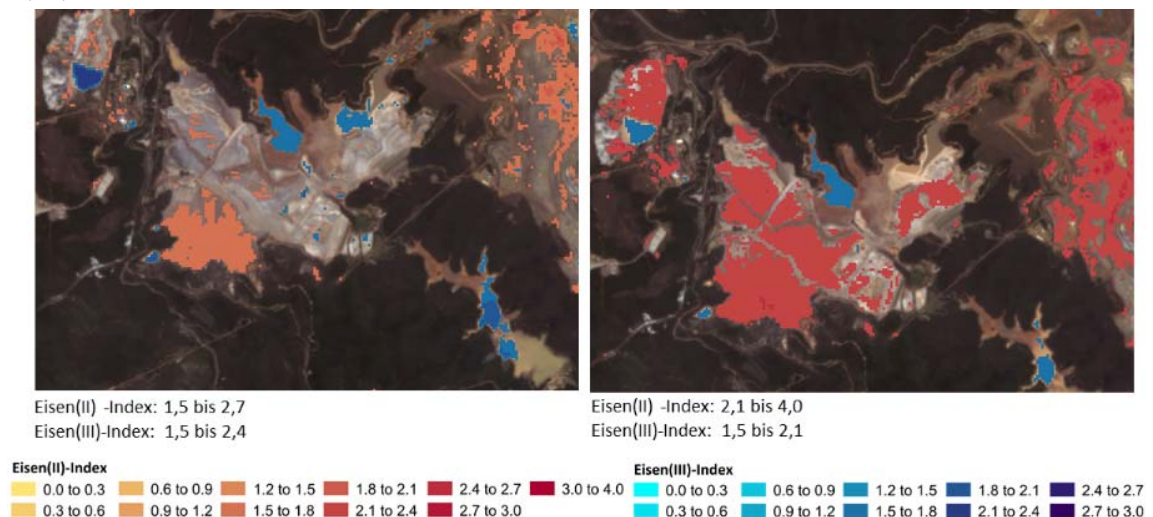 Eisen(II) -Index: 1,5 bis 2,7
Eisen(III)-Index: 1,5 bis 2,4
Eisen(II) -Index: 2,1 bis 4,0
Eisen(III)-Index: 1,5 bis 2,1
Eisen(II)-Index
0.0 to 0.3 0.6 to 0.9 1.2 to 1.5 1.8 to 2.1 2.4 to 2.7 3.0 to 4.0
0.3 to 0.6 0.9 to 1.2 1.5 to 1.8 2.1 to 2.4 2.7 to 3.0
Eisen(III)-Index
0.0 to 0.3 0.6 to 0.9 1.2 to 1.5 1.8 to 2.1 2.4 to 2.7
0.3 to 0.6 0.9 to 1.2 1.5 to 1.8 2.1 to 2.4 2.7 to 3.0